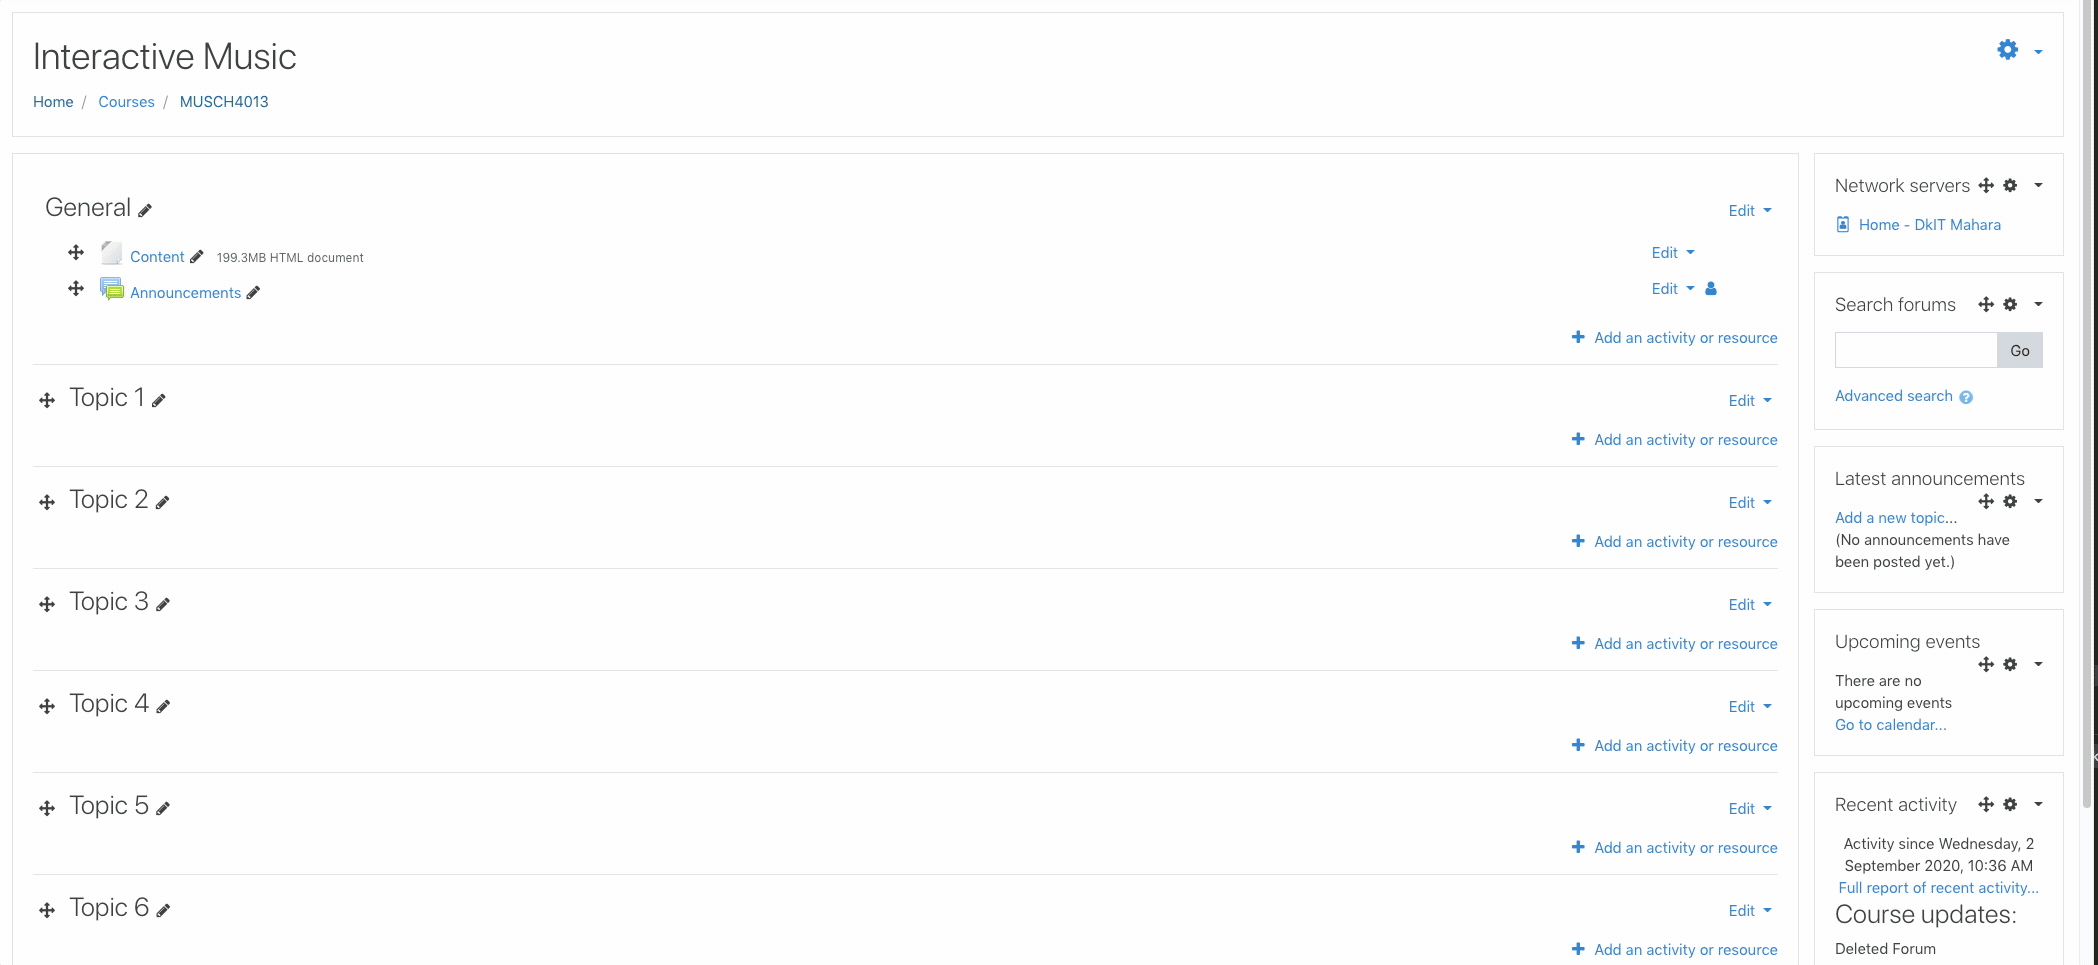 Interactive Music
Home / Courses / MUSCH4013
General
Edit
Content 199.3MB HTML document
Edit
Announcements
Edit
Add an activity or resource
Topic 1
Edit
Add an activity or resource
Topic 2
Edit
Add an activity or resource
Topic 3
Edit
Add an activity or resource
Topic 4
Edit
Add an activity or resource
Topic 5
Edit
Add an activity or resource
Topic 6
Edit
Add an activity or resource
Network servers
Home - DkIT Mahara
Search forums
Go
Advanced search
Latest announcements
Add a new topic...
(No announcements have
been posted yet.)
Upcoming events
There are no
upcoming events
Go to calendar...
Recent activity
Activity since Wednesday, 2
September 2020, 10:36 AM
Full report of recent activity...
Course updates:
Deleted Forum